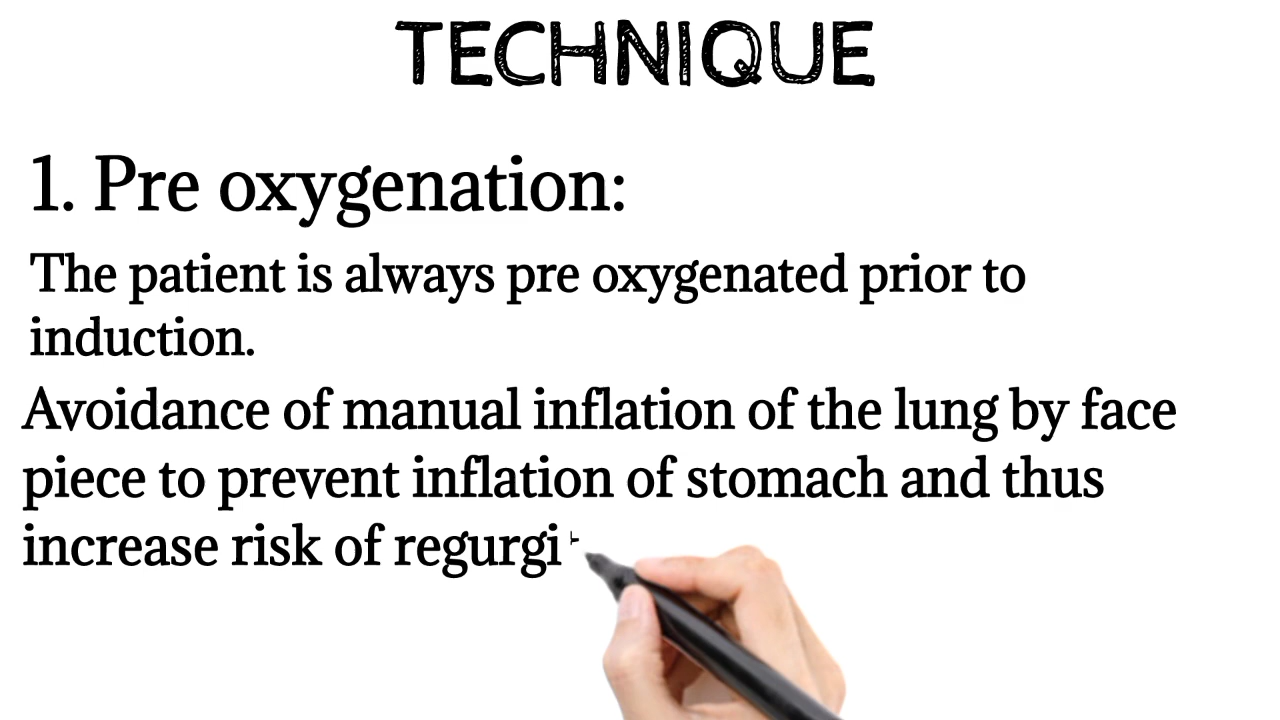 TECHNIQUE
1. Pre oxygenation:
The patient is always pre oxygenated prior to
induction.
Avoidance of manual inflation of the lung by face
piece to prevent inflation of stomach and thus
increase risk of regurgi